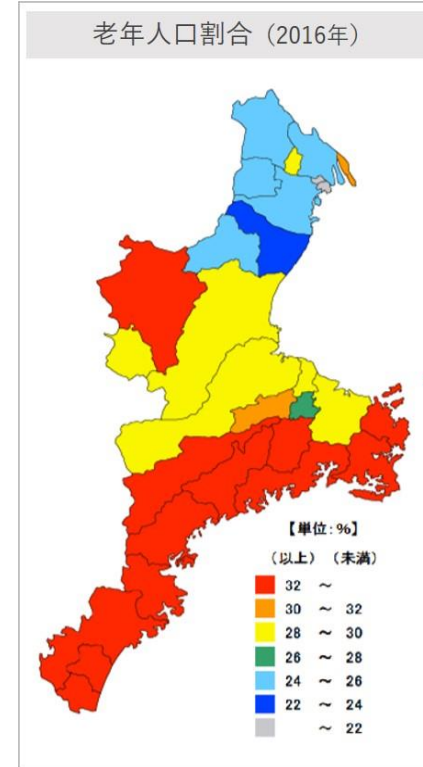 老年人口割合（2016年）
【単位：%】
（以上）（未満）
32 ～
30 ～ 32
28 ～ 30
26 ～ 28
24 ～ 26
22 ～ 24
～ 22